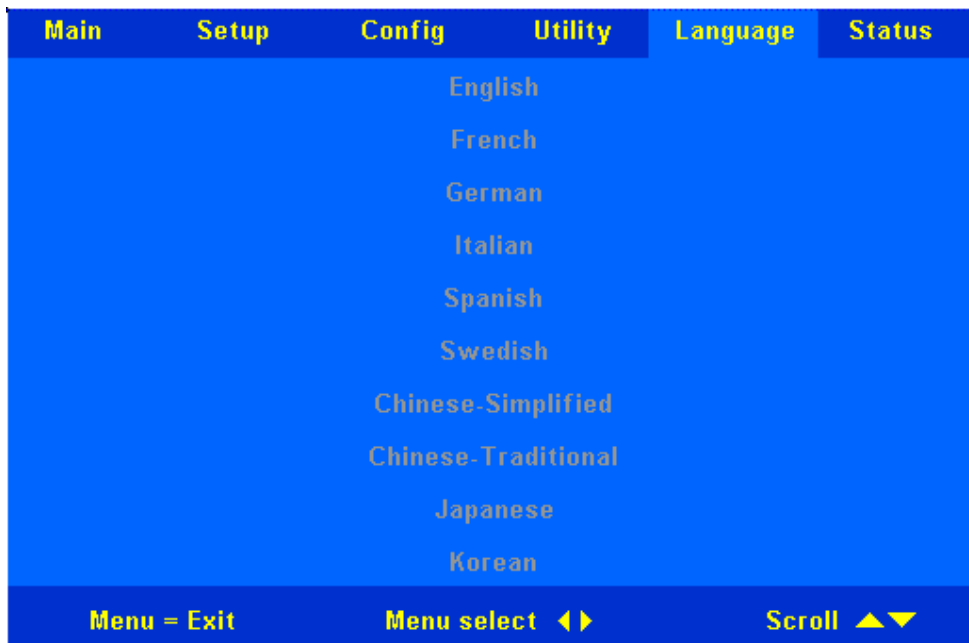 Main Setup Config Utility Language Status
English
French
German
Italian
Spanish
Swedish
Chinese-Simplified
Chinese-Traditional
Japanese
Korean
Menu = Exit Menu select ◀▶ Scroll ▲▼